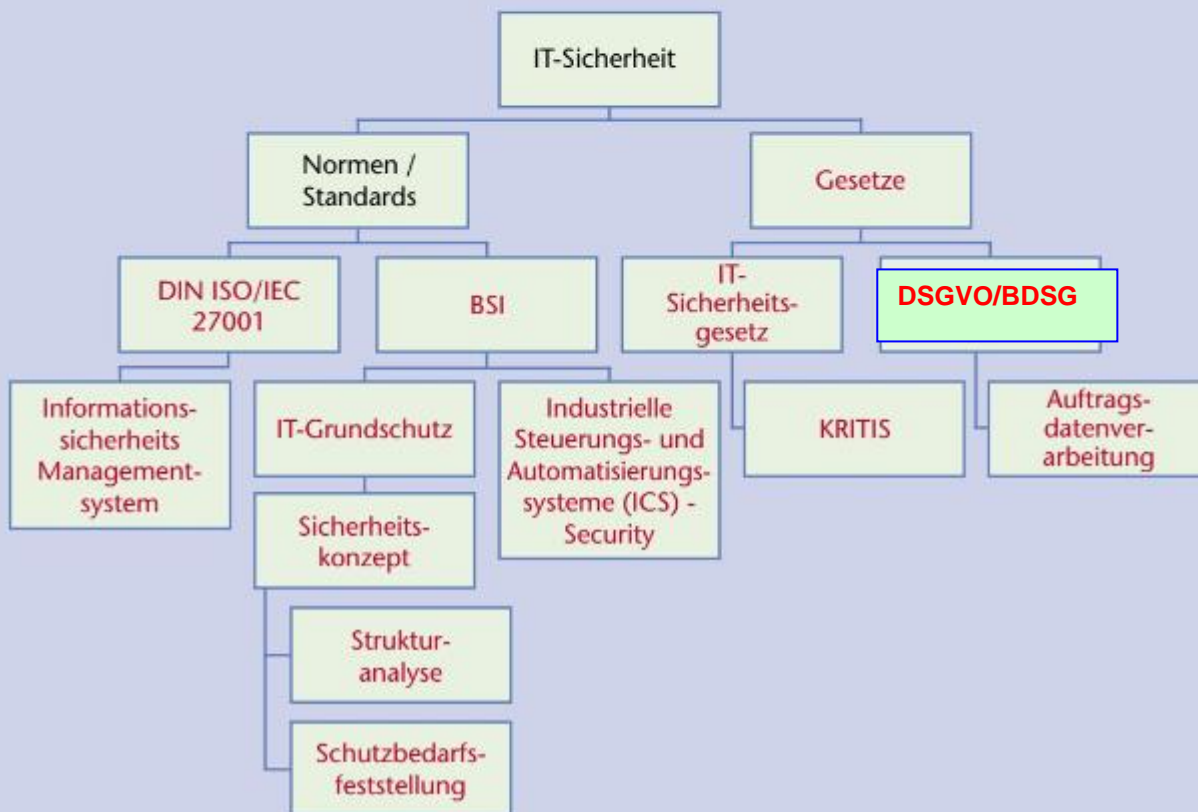 IT-Sicherheit
Normen /
Standards
Gesetze
DIN ISO/IEC
27001
BSI
IT-
Sicherheits-
gesetz
DSGVO/BDSG
Informations-
sicherheits
Management-
system
IT-Grundschutz
Industrielle
Steuerungs- und
Automatisierungs-
systeme (ICS) -
Security
KRITIS
Auftrags-
datenver-
arbeitung
Sicherheits-
konzept
Struktur-
analyse
Schutzbedarfs-
feststellung